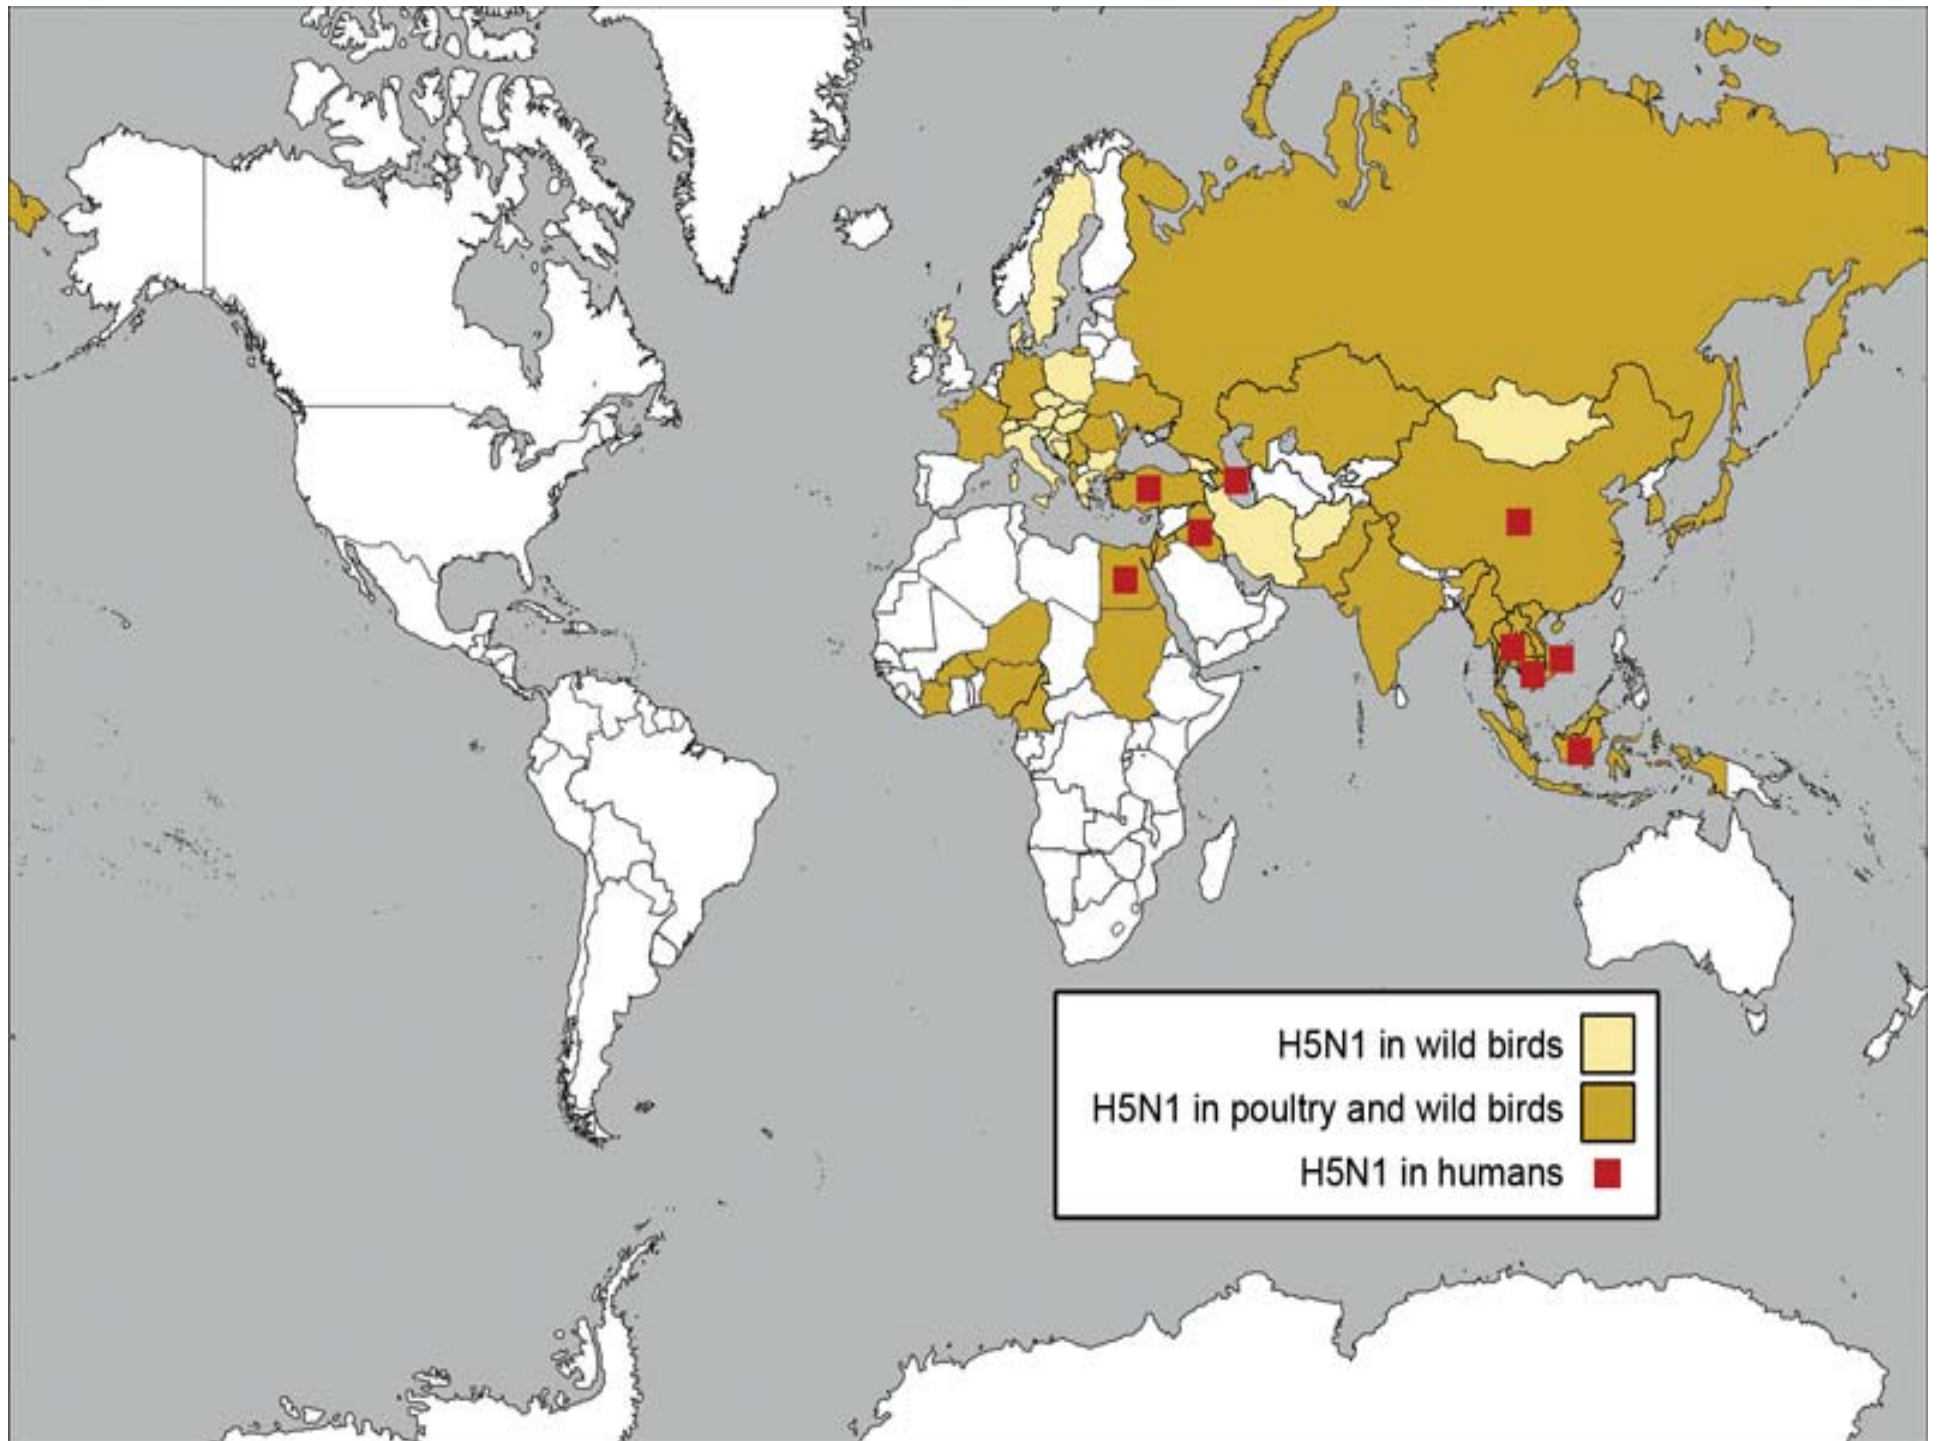 H5N1 in wild birds
H5N1 in poultry and wild birds
H5N1 in humans